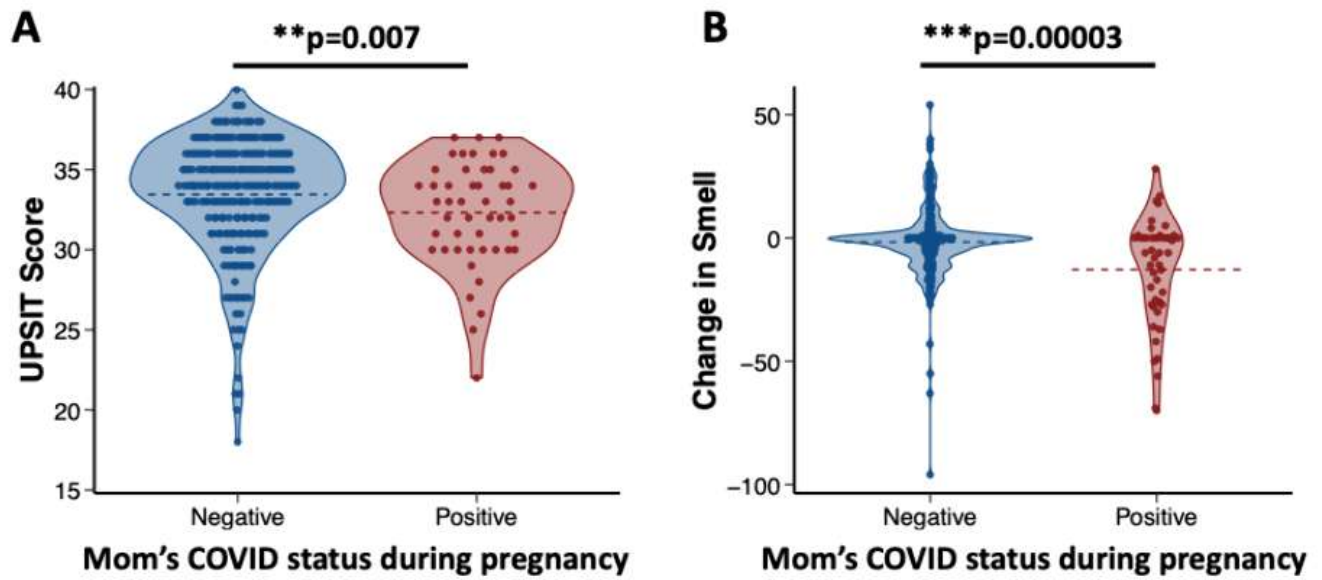 A
**p=0.007
UPSIT Score
40
35
30
25
20
15
Negative
Positive
Mom's COVID status during pregnancy
B
***p=0.00003
Change in Smell
50
0
−50
−100
Negative
Positive
Mom's COVID status during pregnancy